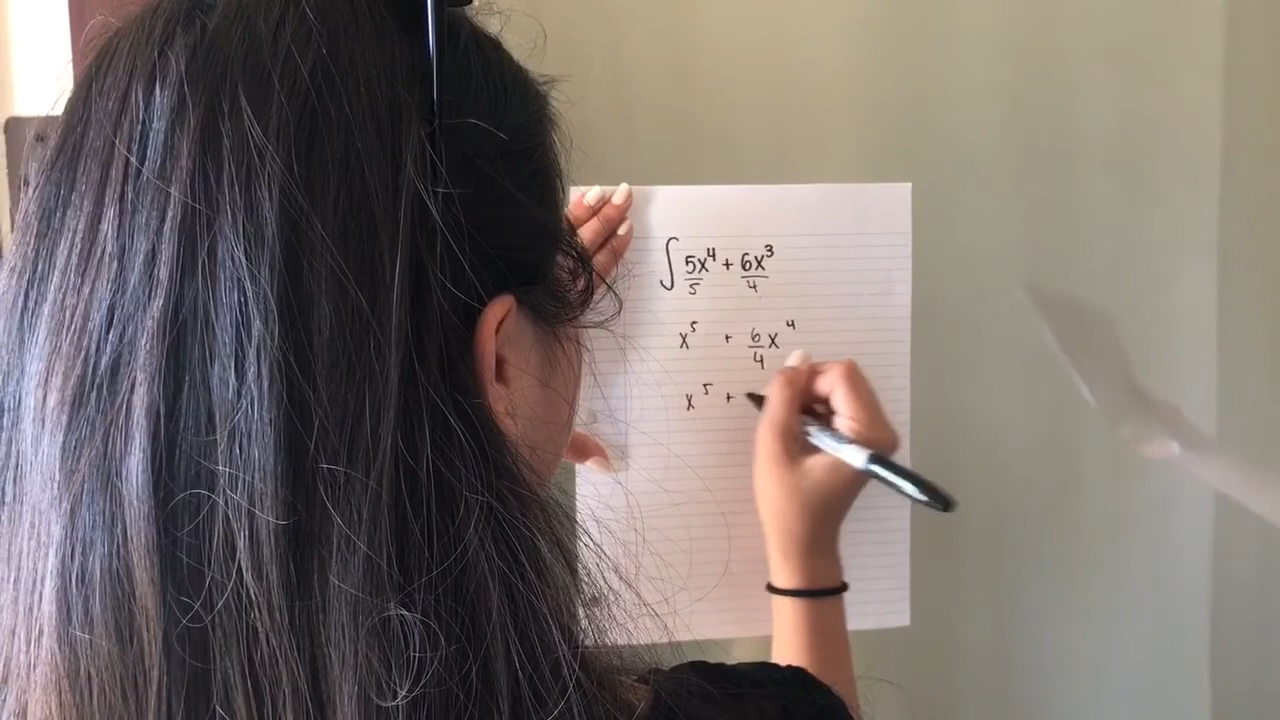 ∫ 5x⁴/5 + 6x³/4
x⁵ + 6/4 x⁴
x⁵ +